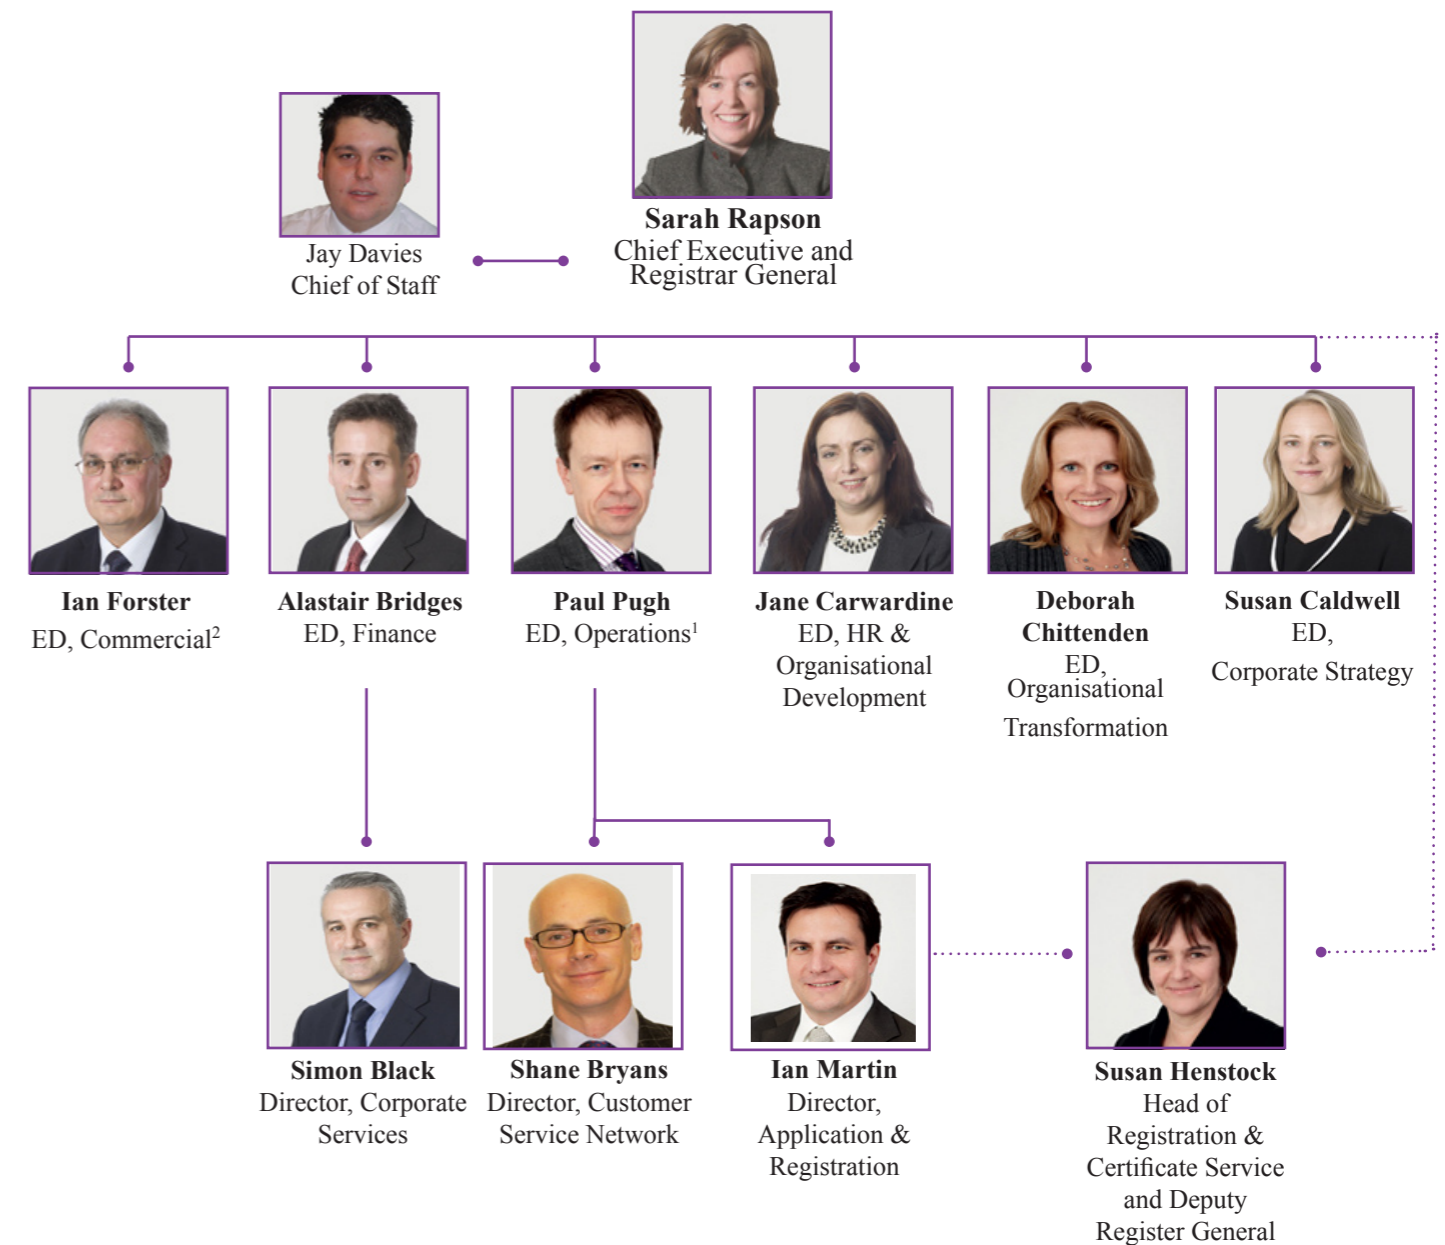 Sarah Rapson
Chief Executive and
Registrar General
Jay Davies
Chief of Staff
Ian Forster
ED, Commercial²
Alastair Bridges
ED, Finance
Paul Pugh
ED, Operations¹
Jane Carwardine
ED, HR &
Organisational
Development
Deborah
Chittenden
ED,
Organisational
Transformation
Susan Caldwell
ED,
Corporate Strategy
Simon Black
Director, Corporate
Services
Shane Bryans
Director, Customer
Service Network
Ian Martin
Director,
Application &
Registration
Susan Henstock
Head of
Registration &
Certificate Service
and Deputy
Register General